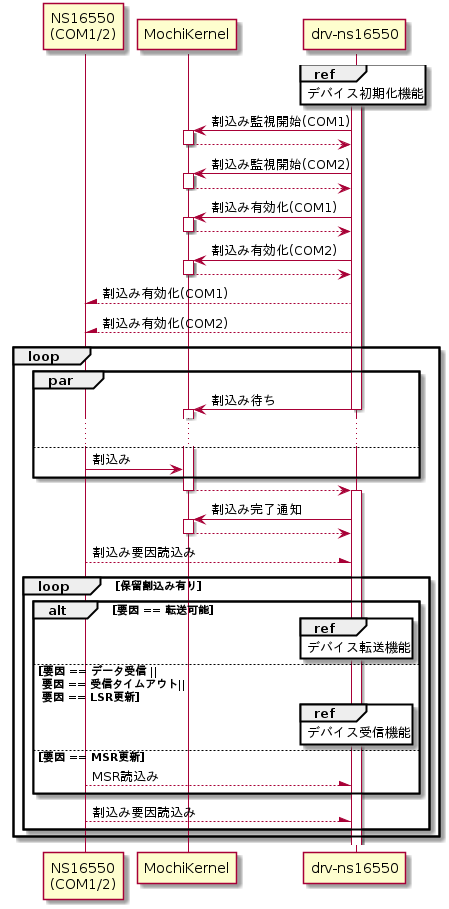 NS16550
(COM1/2)
MochiKernel
drv-ns16550
ref
デバイス初期化機能
割込み監視開始(COM1)
割込み監視開始(COM2)
割込み有効化(COM1)
割込み有効化(COM2)
割込み有効化(COM1)
割込み有効化(COM2)
loop
par
割込み待ち
割込み
割込み完了通知
割込み要因読込み
loop [保留割込み有り]
alt [要因 == 転送可能]
ref
デバイス転送機能
[要因 == データ受信 ||
要因 == 受信タイムアウト||
要因 == LSR更新]
ref
デバイス受信機能
[要因 == MSR更新]
MSR読込み
割込み要因読込み
NS16550
(COM1/2)
MochiKernel
drv-ns16550